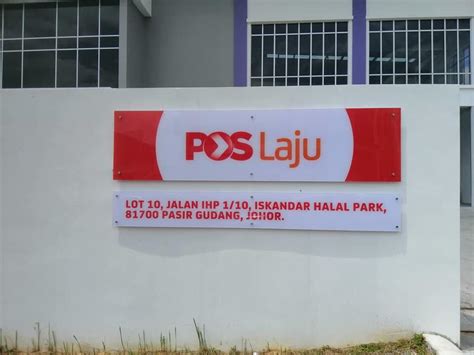 POS Laju
LOT 10, JALAN IHP 1/10, ISKANDAR HALAL PARK,
81700 PASIR GUDANG, JOHOR.